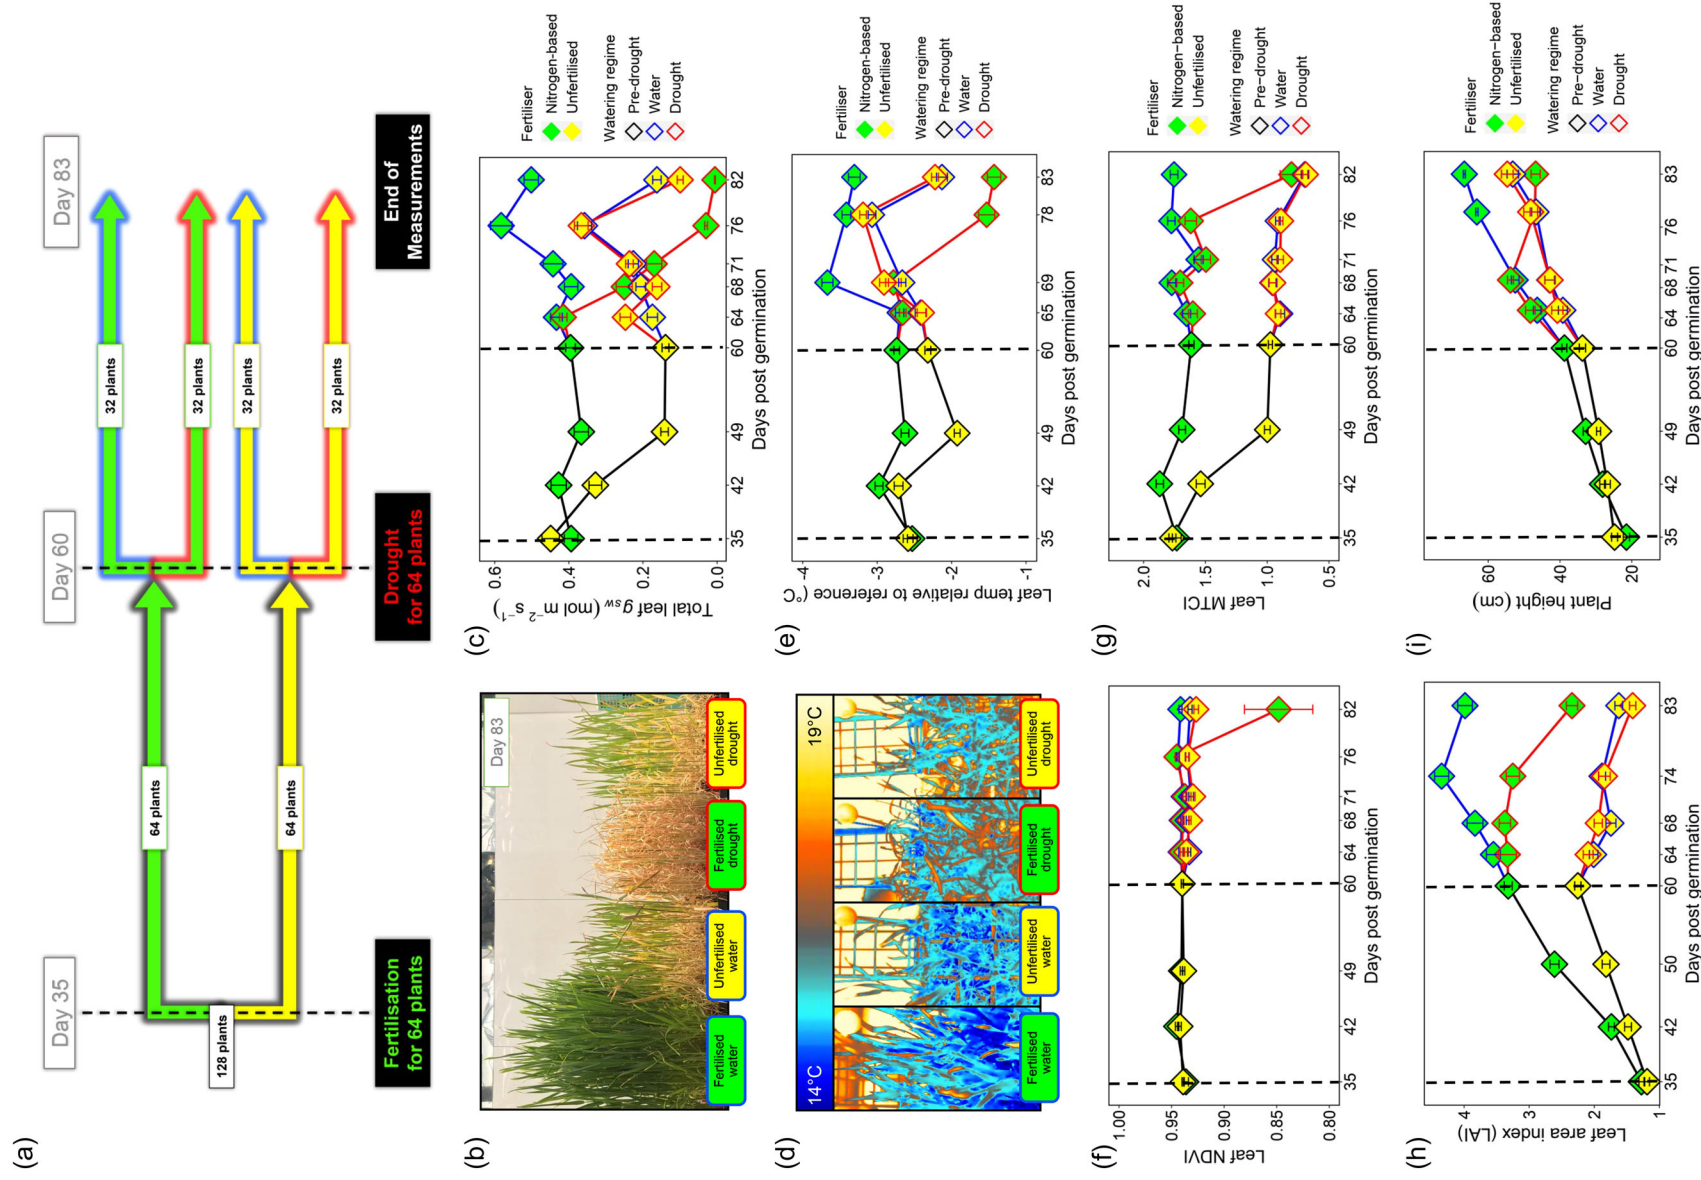 (a)
Day 35
Day 60
Day 83
128 plants
64 plants
64 plants
32 plants
32 plants
32 plants
32 plants
Fertilisation
for 64 plants
Drought
for 64 plants
End of
Measurements
(b)
Day 83
Fertilised
water
Unfertilised
water
Fertilised
drought
Unfertilised
drought
(c)
Total leaf gsw (mol m−2 s−1)
0.6
0.4
0.2
0.0
35
42
49
60
64
68
71
76
82
Days post germination
Fertiliser
Nitrogen-based
Unfertilised
Watering regime
Pre-drought
Water
Drought
(d)
14°C
19°C
Fertilised
water
Unfertilised
water
Fertilised
drought
Unfertilised
drought
(e)
Leaf temp relative to reference (°C
-4
-3
-2
-1
35
42
49
60
65
69
78
83
Days post germination
Fertiliser
Nitrogen-based
Unfertilised
Watering regime
Pre-drought
Water
Drought
(f)
Leaf NDVI
1.00
0.95
0.90
0.85
0.80
35
42
49
60
64
68
71
76
82
Days post germination
(g)
Leaf MTCI
2.0
1.5
1.0
0.5
35
42
49
60
64
68
71
76
82
Days post germination
Fertiliser
Nitrogen−based
Unfertilised
Watering regime
Pre−drought
Water
Drought
(h)
Leaf area index (LAI)
4
3
2
1
35
42
50
60
64
68
74
83
Days post germination
(i)
Plant height (cm)
60
40
20
35
42
49
60
64
68
71
76
83
Days post germination
Fertiliser
Nitrogen−based
Unfertilised
Watering regime
Pre−drought
Water
Drought